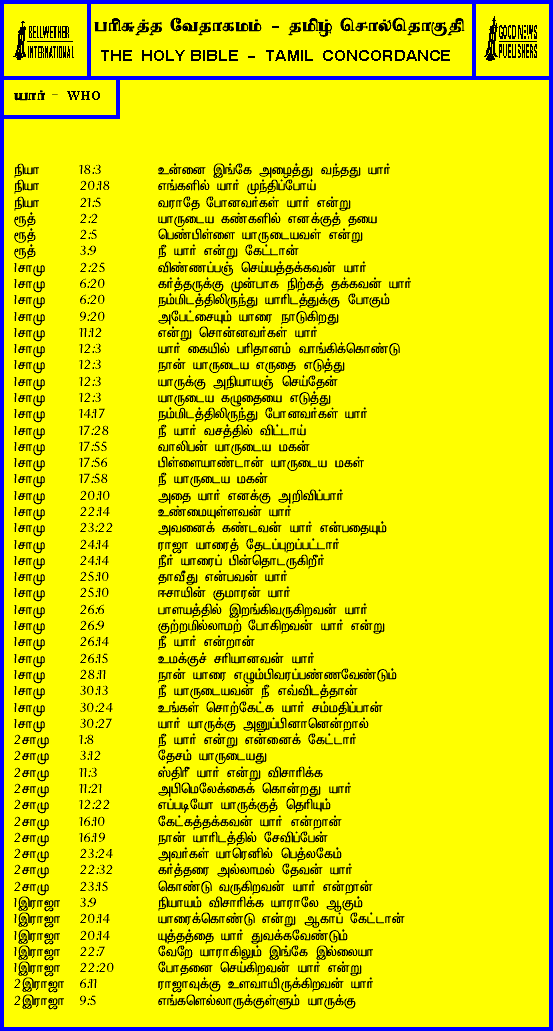 BELLWETHER
INTERNATIONAL
பரிசுத்த வேதாகமம் - தமிழ் சொல்தொகுதி
THE HOLY BIBLE - TAMIL CONCORDANCE
GOOD NEWS
PUBLISHERS
யார் - WHO
நியா 18:3 உன்னை இங்கே அழைத்து வந்தது யார்
நியா 20:18 எங்களில் யார் முந்திப்போய்
நியா 21:5 வராதே போனவர்கள் யார் என்று
ரூத் 2:2 யாருடைய கண்களில் எனக்குத் தயை
ரூத் 2:5 பெண்பிள்ளை யாருடையவள் என்று
ரூத் 3:9 நீ யார் என்று கேட்டான்
1சாமு 2:25 விண்ணப்பஞ் செய்யத்தக்கவன் யார்
1சாமு 6:20 கர்த்தருக்கு முன்பாக நிற்கத் தக்கவன் யார்
1சாமு 6:20 நம்மிடத்திலிருந்து யாரிடத்துக்கு போகும்
1சாமு 9:20 அபேட்சையும் யாரை நாடுகிறது
1சாமு 11:12 என்று சொன்னவர்கள் யார்
1சாமு 12:3 யார் கையில் பரிதானம் வாங்கிக்கொண்டு
1சாமு 12:3 நான் யாருடைய எருதை எடுத்து
1சாமு 12:3 யாருக்கு அநியாயஞ் செய்தேன்
1சாமு 12:3 யாருடைய கழுதையை எடுத்து
1சாமு 14:17 நம்மிடத்திலிருந்து போனவர்கள் யார்
1சாமு 17:28 நீ யார் வசத்தில் விட்டாய்
1சாமு 17:55 வாலிபன் யாருடைய மகன்
1சாமு 17:56 பிள்ளையாண்டான் யாருடைய மகள்
1சாமு 17:58 நீ யாருடைய மகன்
1சாமு 20:10 அதை யார் எனக்கு அறிவிப்பார்
1சாமு 22:14 உண்மையுள்ளவன் யார்
1சாமு 23:22 அவனைக் கண்டவன் யார் என்பதையும்
1சாமு 24:14 ராஜா யாரைத் தேடப்புறப்பட்டார்
1சாமு 24:14 நீர் யாரைப் பின்தொடருகிறீர்
1சாமு 25:10 தாவீது என்பவன் யார்
1சாமு 25:10 ஈசாயின் குமாரன் யார்
1சாமு 26:6 பாளயத்தில் இறங்கிவருகிறவன் யார்
1சாமு 26:9 குற்றமில்லாமற் போகிறவன் யார் என்று
1சாமு 26:14 நீ யார் என்றான்
1சாமு 26:15 உமக்குச் சரியானவன் யார்
1சாமு 28:11 நான் யாரை எழும்பிவரப்பண்ணவேண்டும்
1சாமு 30:13 நீ யாருடையவன் நீ எவ்விடத்தான்
1சாமு 30:24 உங்கள் சொற்கேட்க யார் சம்மதிப்பான்
1சாமு 30:27 யார் யாருக்கு அனுப்பினானென்றால்
2சாமு 1:8 நீ யார் என்று என்னைக் கேட்டார்
2சாமு 3:12 தேசம் யாருடையது
2சாமு 11:3 ஸ்திரீ யார் என்று விசாரிக்க
2சாமு 11:21 அபிமெலேக்கைக் கொன்றது யார்
2சாமு 12:22 எப்படியோ யாருக்குத் தெரியும்
2சாமு 16:10 கேட்கத்தக்கவன் யார் என்றான்
2சாமு 16:19 நான் யாரிடத்தில் சேவிப்பேன்
2சாமு 23:24 அவர்கள் யாரெனில் பெத்லகேம்
2சாமு 22:32 கர்த்தரை அல்லாமல் தேவன் யார்
2சாமு 23:15 கொண்டு வருகிறவன் யார் என்றான்
1இராஜா 3:9 நியாயம் விசாரிக்க யாராலே ஆகும்
1இராஜா 20:14 யாரைக்கொண்டு என்று ஆகாப் கேட்டான்
1இராஜா 20:14 யுத்தத்தை யார் துவக்கவேண்டும்
1இராஜா 22:7 வேறே யாராகிலும் இங்கே இல்லையா
1இராஜா 22:20 போதனை செய்கிறவன் யார் என்று
2இராஜா 6:11 ராஜாவுக்கு உளவாயிருக்கிறவன் யார்
2இராஜா 9:5 எங்களெல்லாருக்குள்ளும் யாருக்கு